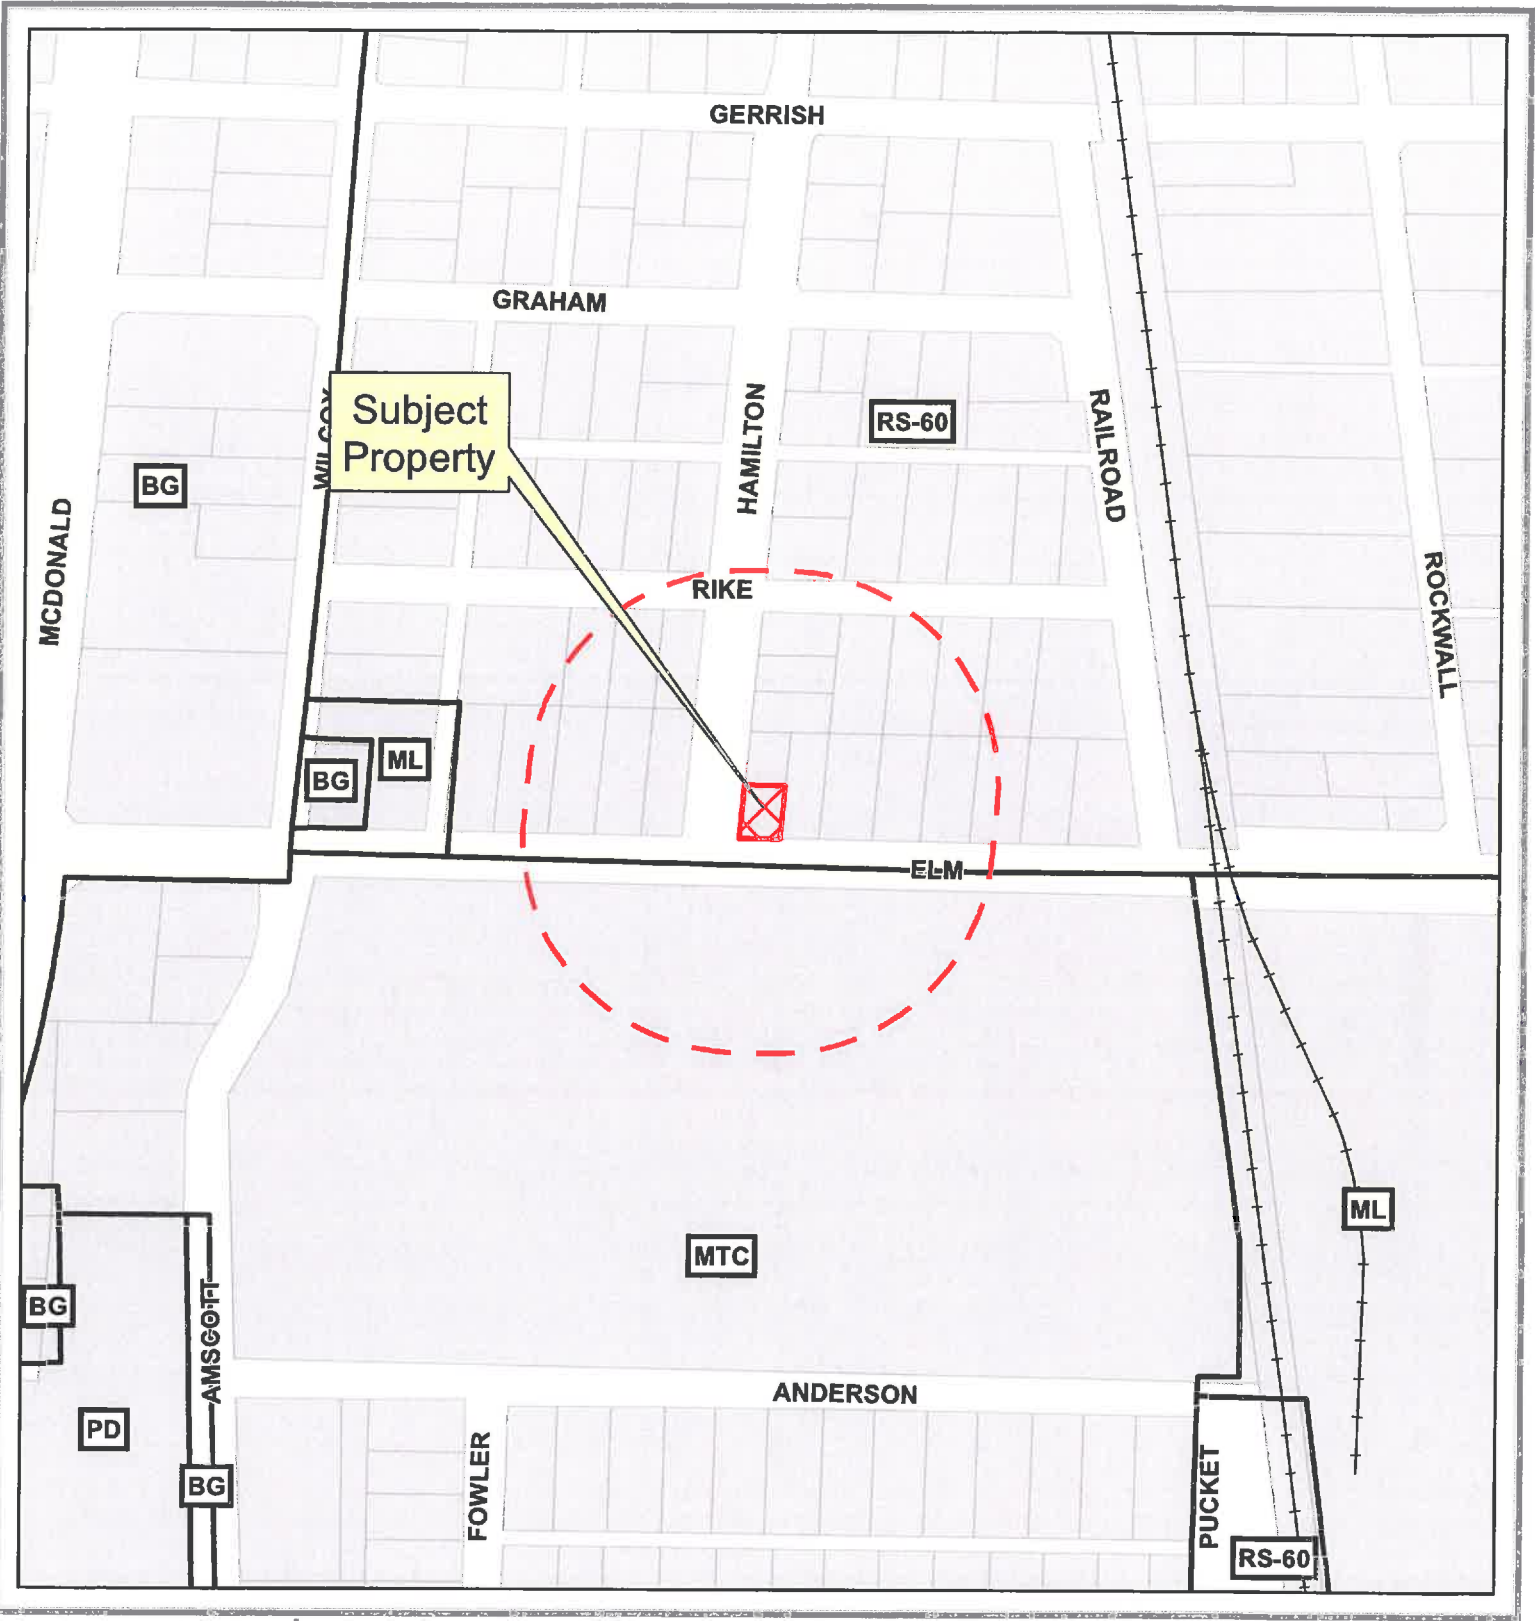 GERRISH
GRAHAM
WILCOX
Subject
Property
HAMILTON
RS-60
RAILROAD
BG
MCDONALD
RIKE
ROCKWALL
BG
ML
ELM
ML
MTC
BG
AMSCOTT
ANDERSON
PD
BG
FOWLER
PUCKET
RS-60